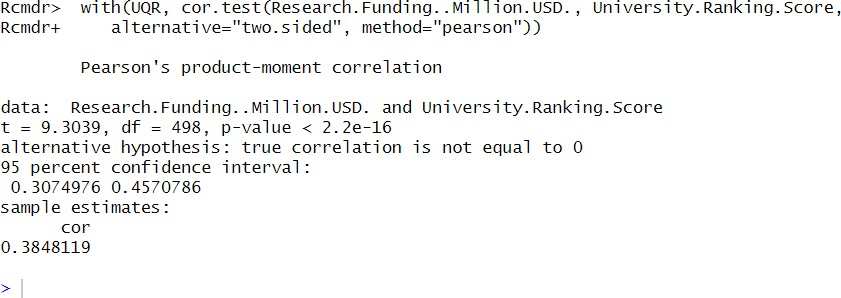 Rcmdr>  with(UQR, cor.test(Research.Funding..Million.USD., University.Ranking.Score,
Rcmdr+     alternative="two.sided", method="pearson"))
        Pearson's product-moment correlation
data:  Research.Funding..Million.USD. and University.Ranking.Score
t = 9.3039, df = 498, p-value < 2.2e-16
alternative hypothesis: true correlation is not equal to 0
95 percent confidence interval:
 0.3074976 0.4570786
sample estimates:
      cor
0.3848119
>